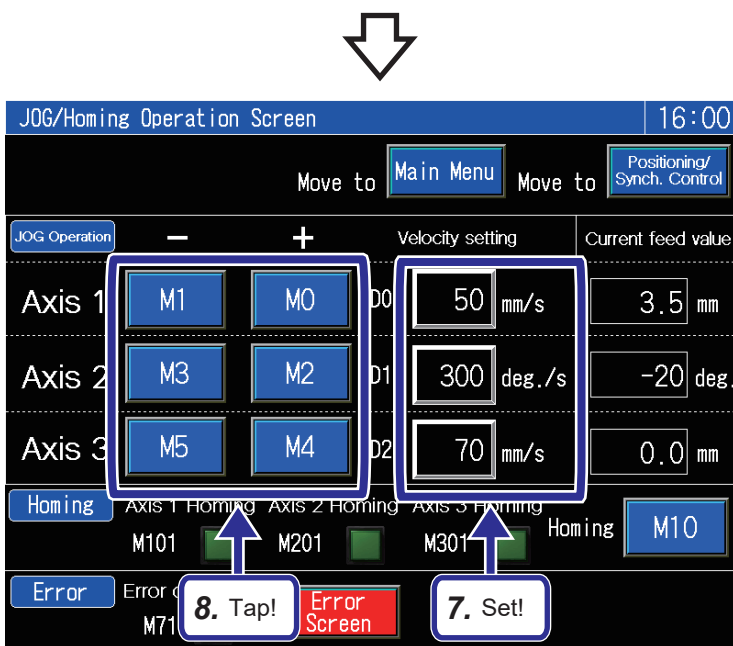 JOG/Homing Operation Screen 16:00
Move to Main Menu Move to Positioning/
Synch. Control
JOG Operation − + Velocity setting Current feed value
Axis 1 M1 M0 D0 50 mm/s 3.5 mm
Axis 2 M3 M2 D1 300 deg./s -20 deg.
Axis 3 M5 M4 D2 70 mm/s 0.0 mm
Homing Axis 1 Homing Axis 2 Homing Axis 3 Homing
M101 M201 M301 Homing M10
Error Error
M71
Error
Screen
8. Tap!
7. Set!